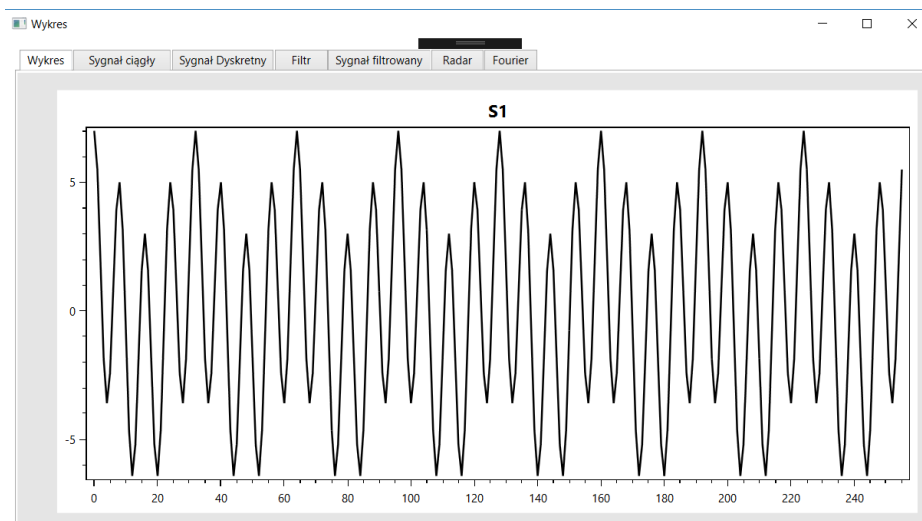 Wykres
Wykres Sygnał ciągły Sygnał Dyskretny Filtr Sygnał filtrowany Radar Fourier
S1
5
0
-5
0 20 40 60 80 100 120 140 160 180 200 220 240